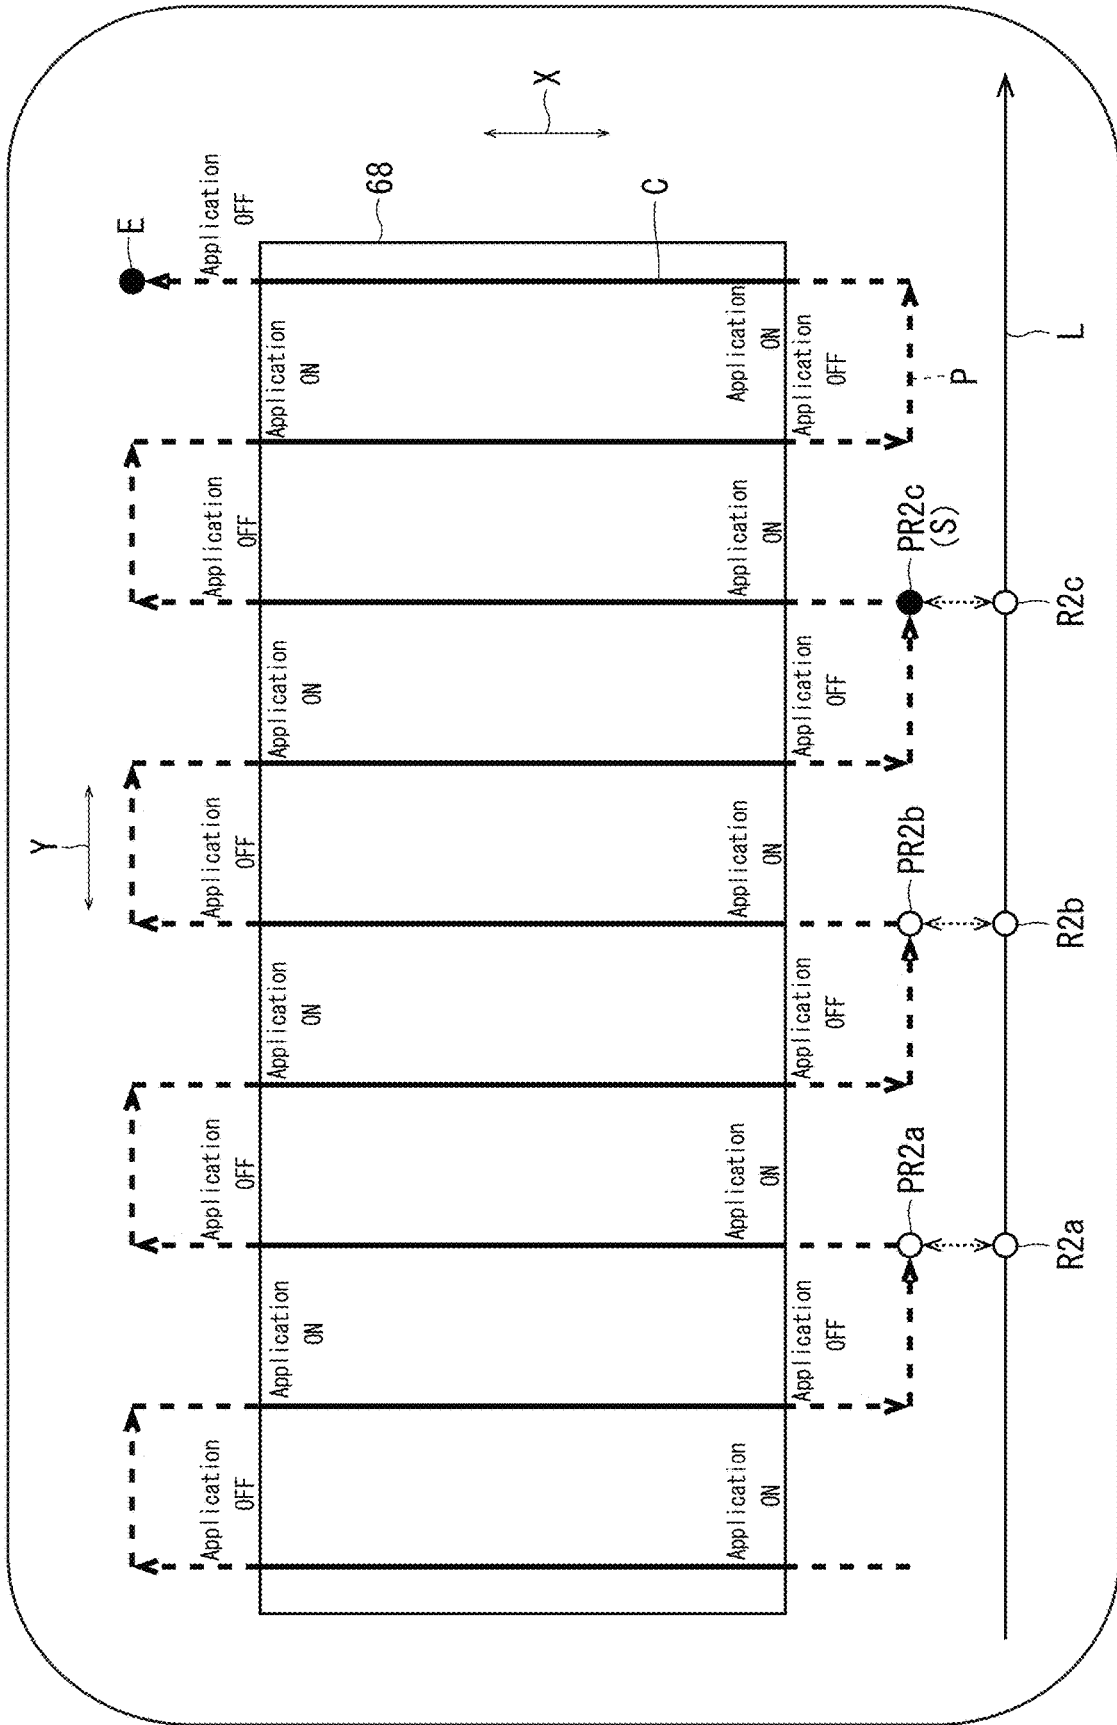 Y
E
Application
OFF
Application
OFF
Application
OFF
Application
OFF
Application
OFF
Application
ON
Application
ON
Application
ON
Application
ON
68
X
C
Application
ON
Application
ON
Application
ON
Application
ON
Application
ON
Application
OFF
Application
OFF
Application
OFF
Application
OFF
PR2a
PR2b
PR2c
(S)
P
R2a
R2b
R2c
L